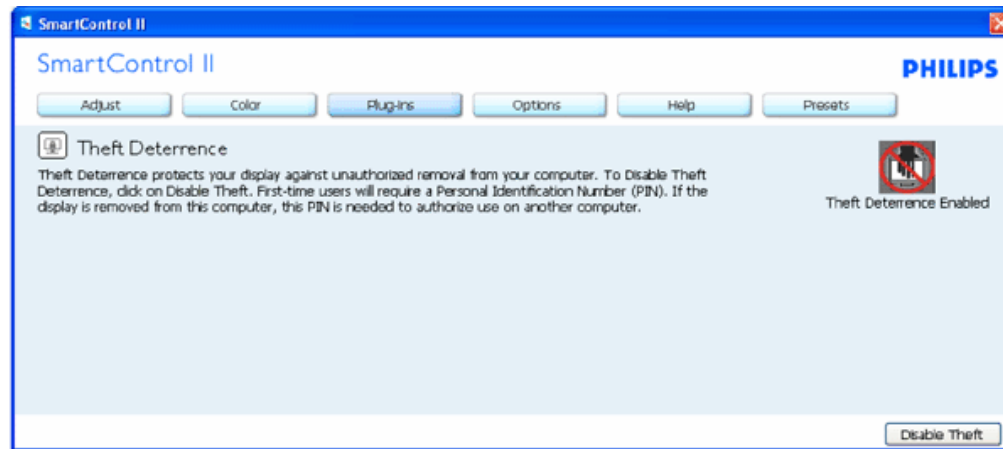 SmartControl II
SmartControl II
PHILIPS
Adjust Color Plug-Ins Options Help Presets
Theft Deterrence
Theft Deterrence protects your display against unauthorized removal from your computer. To Disable Theft
Deterrence, click on Disable Theft. First-time users will require a Personal Identification Number (PIN). If the
display is removed from this computer, this PIN is needed to authorize use on another computer.
Theft Deterrence Enabled
Disable Theft